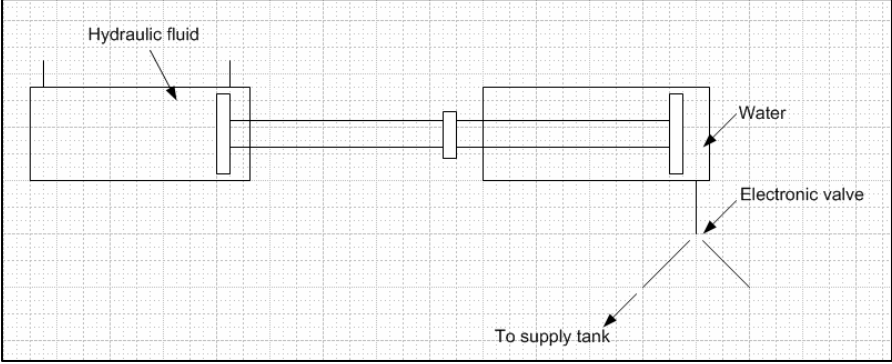 Hydraulic fluid
Water
Electronic valve
To supply tank